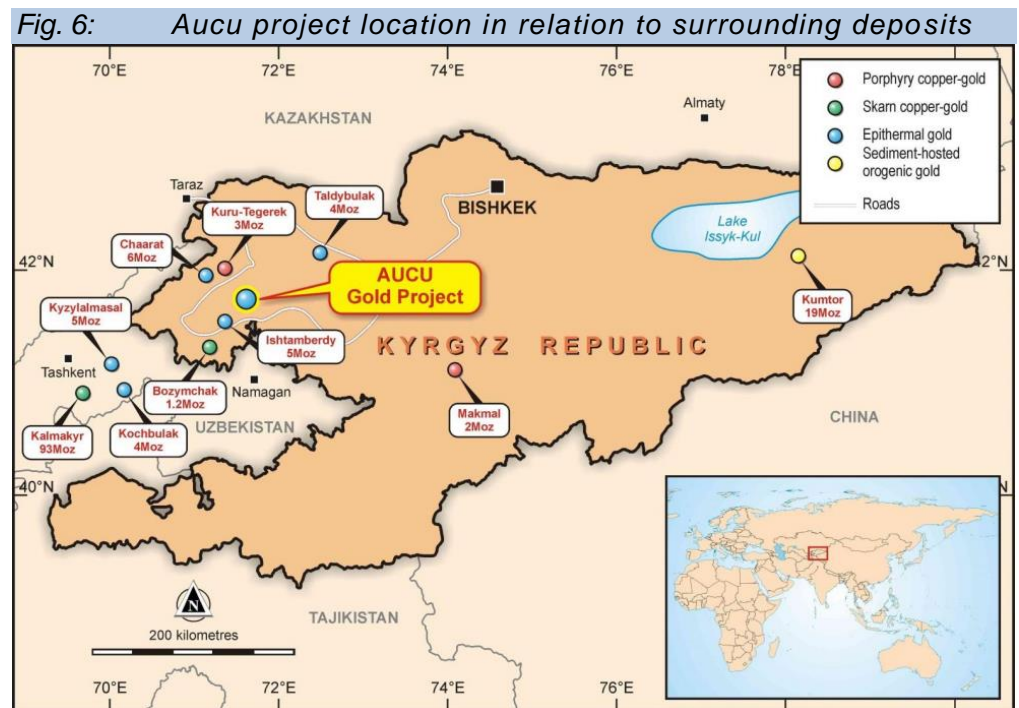 Fig. 6: Aucu project location in relation to surrounding deposits
70°E 72°E 74°E 76°E 78°E
Porphyry copper-gold
Skarn copper-gold
Epithermal gold
Sediment-hosted
orogenic gold
Roads
KAZAKHSTAN
Almaty
Taraz
Taldybulak
4Moz
BISHKEK
Kuru-Tegerek
3Moz
Lake
Issyk-Kul
Chaarat
6Moz
42°N
42°N
AUCU
Gold Project
Kumtor
19Moz
Kyzylalmasal
5Moz
Ishtamberdy
5Moz
KYRGYZ REPUBLIC
Tashkent
Bozymchak
1.2Moz
Namagan
Makmal
2Moz
CHINA
Kalmakyr
93Moz
Kochbulak
4Moz
UZBEKISTAN
40°N
N
TAJIKISTAN
200 kilometres
70°E 72°E 74°E 76°E